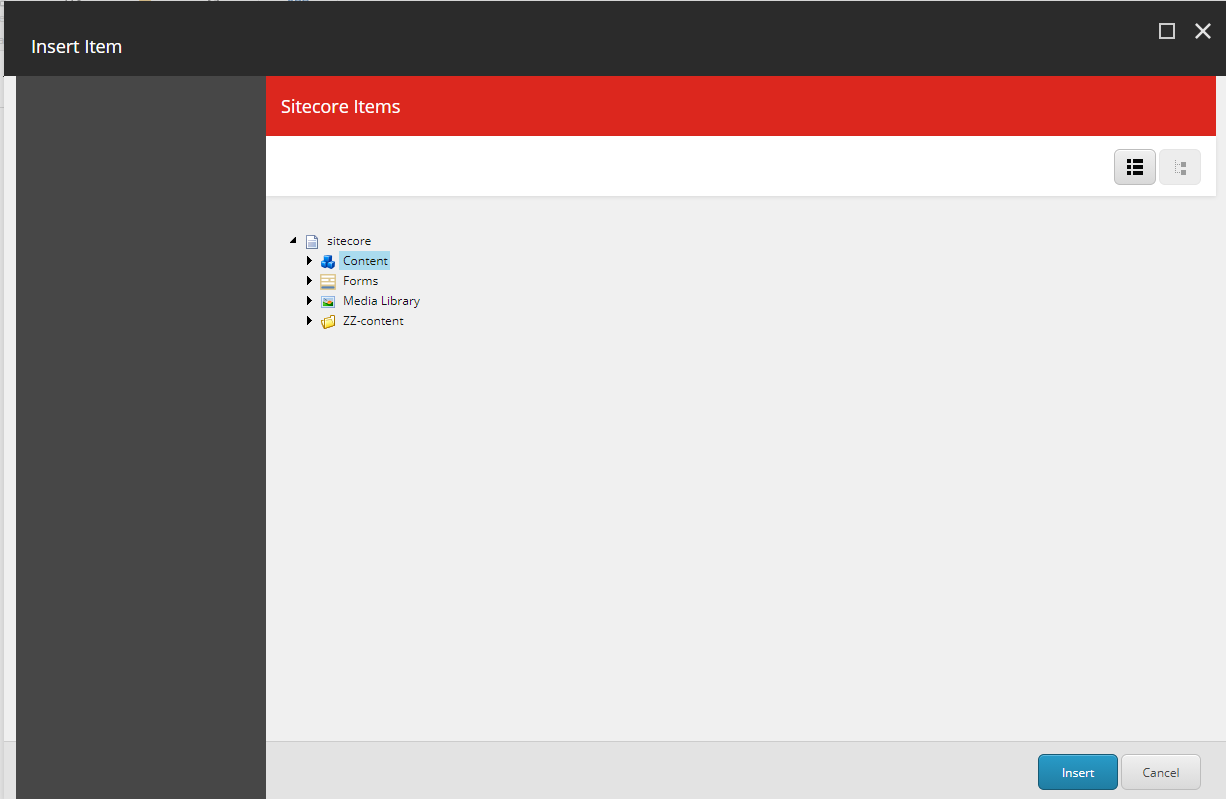 Insert Item
Sitecore Items
sitecore
Content
Forms
Media Library
ZZ-content
Insert
Cancel